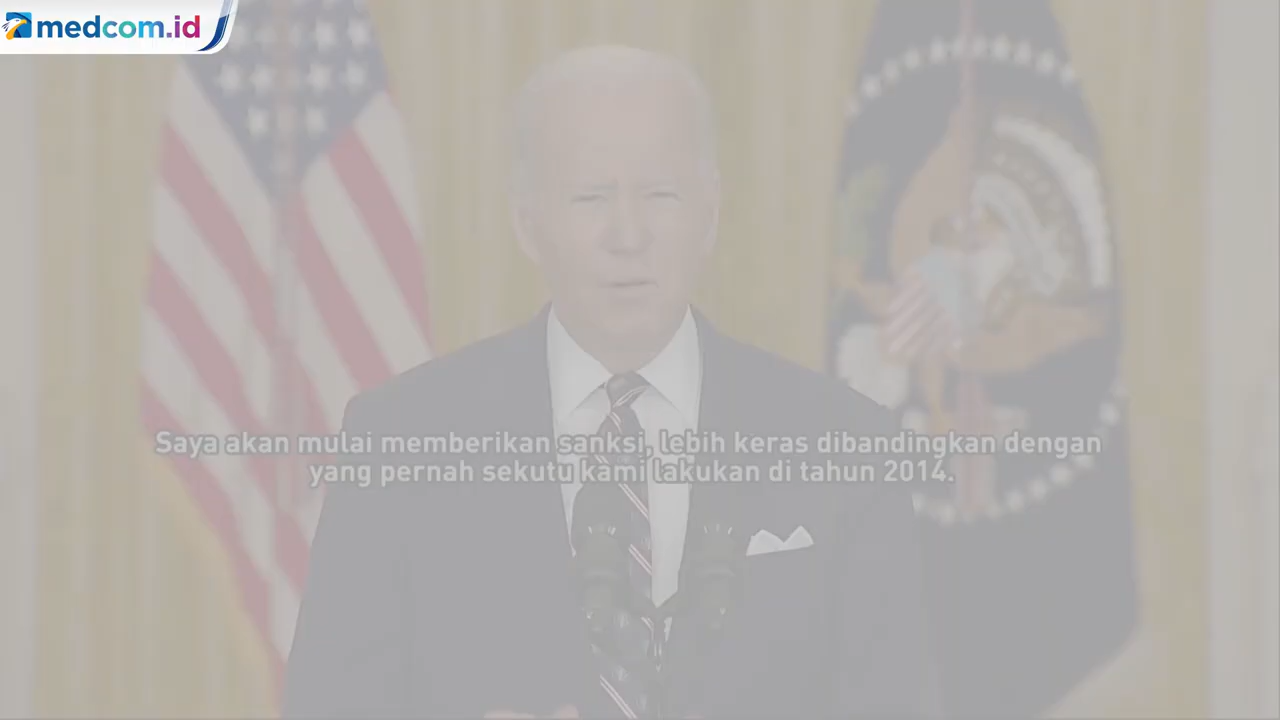 medcom.id
Saya akan mulai memberikan sanksi, lebih keras dibandingkan dengan
yang pernah sekutu kami lakukan di tahun 2014.